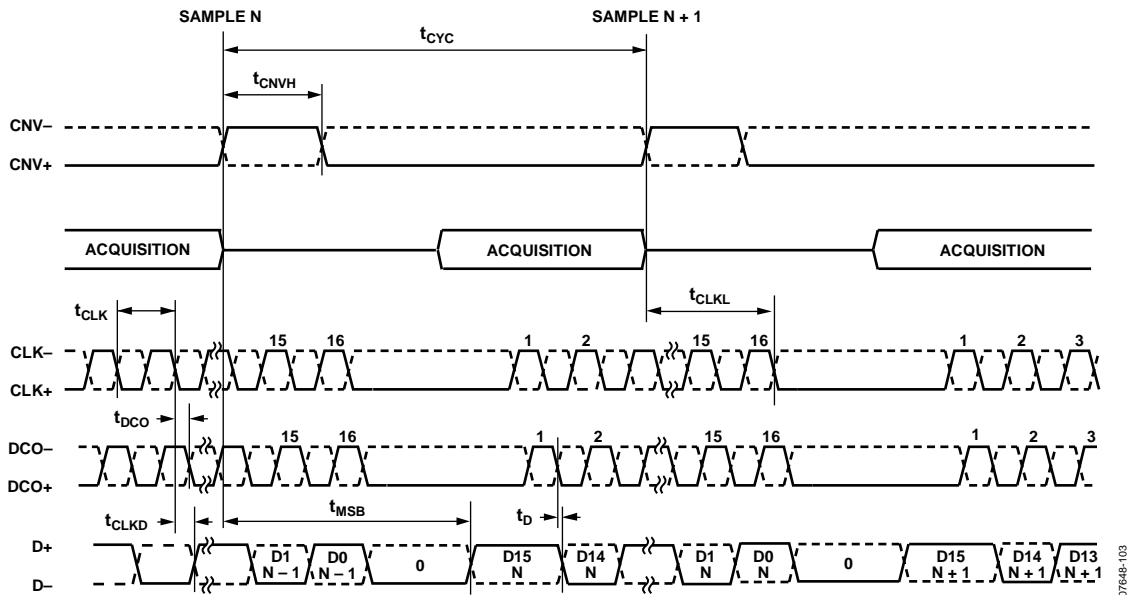 SAMPLE N SAMPLE N + 1
tCYC
tCNVH
CNV–
CNV+
ACQUISITION ACQUISITION ACQUISITION
tCLK tCLKL
15 16 1 2 15 16 1 2 3
CLK–
CLK+
tDCO
15 16 1 2 15 16 1 2 3
DCO–
DCO+
tCLKD tMSB tD
D+
D1 D0 D15 D14 D1 D0 D15 D14 D13
N – 1 N – 1 0 N N N N 0 N + 1 N + 1 N + 1
D–
07648-103